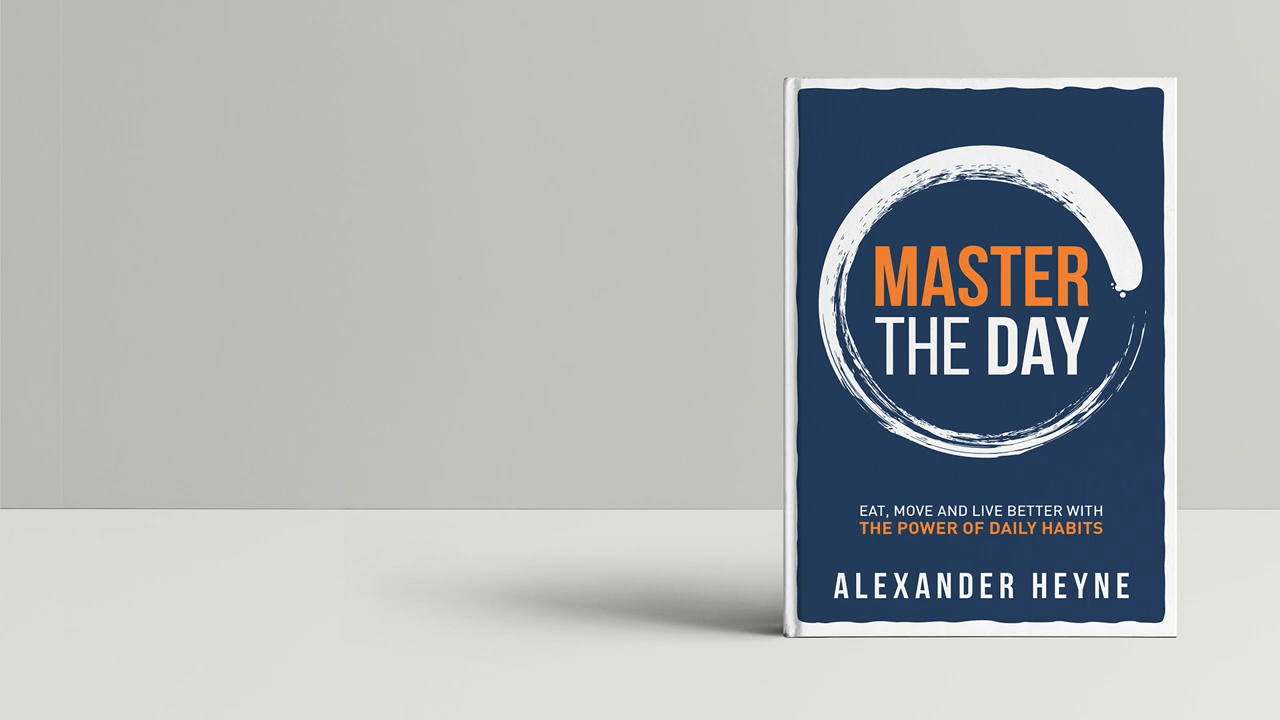 MASTER
THE DAY
EAT, MOVE AND LIVE BETTER WITH
THE POWER OF DAILY HABITS
ALEXANDER HEYNE